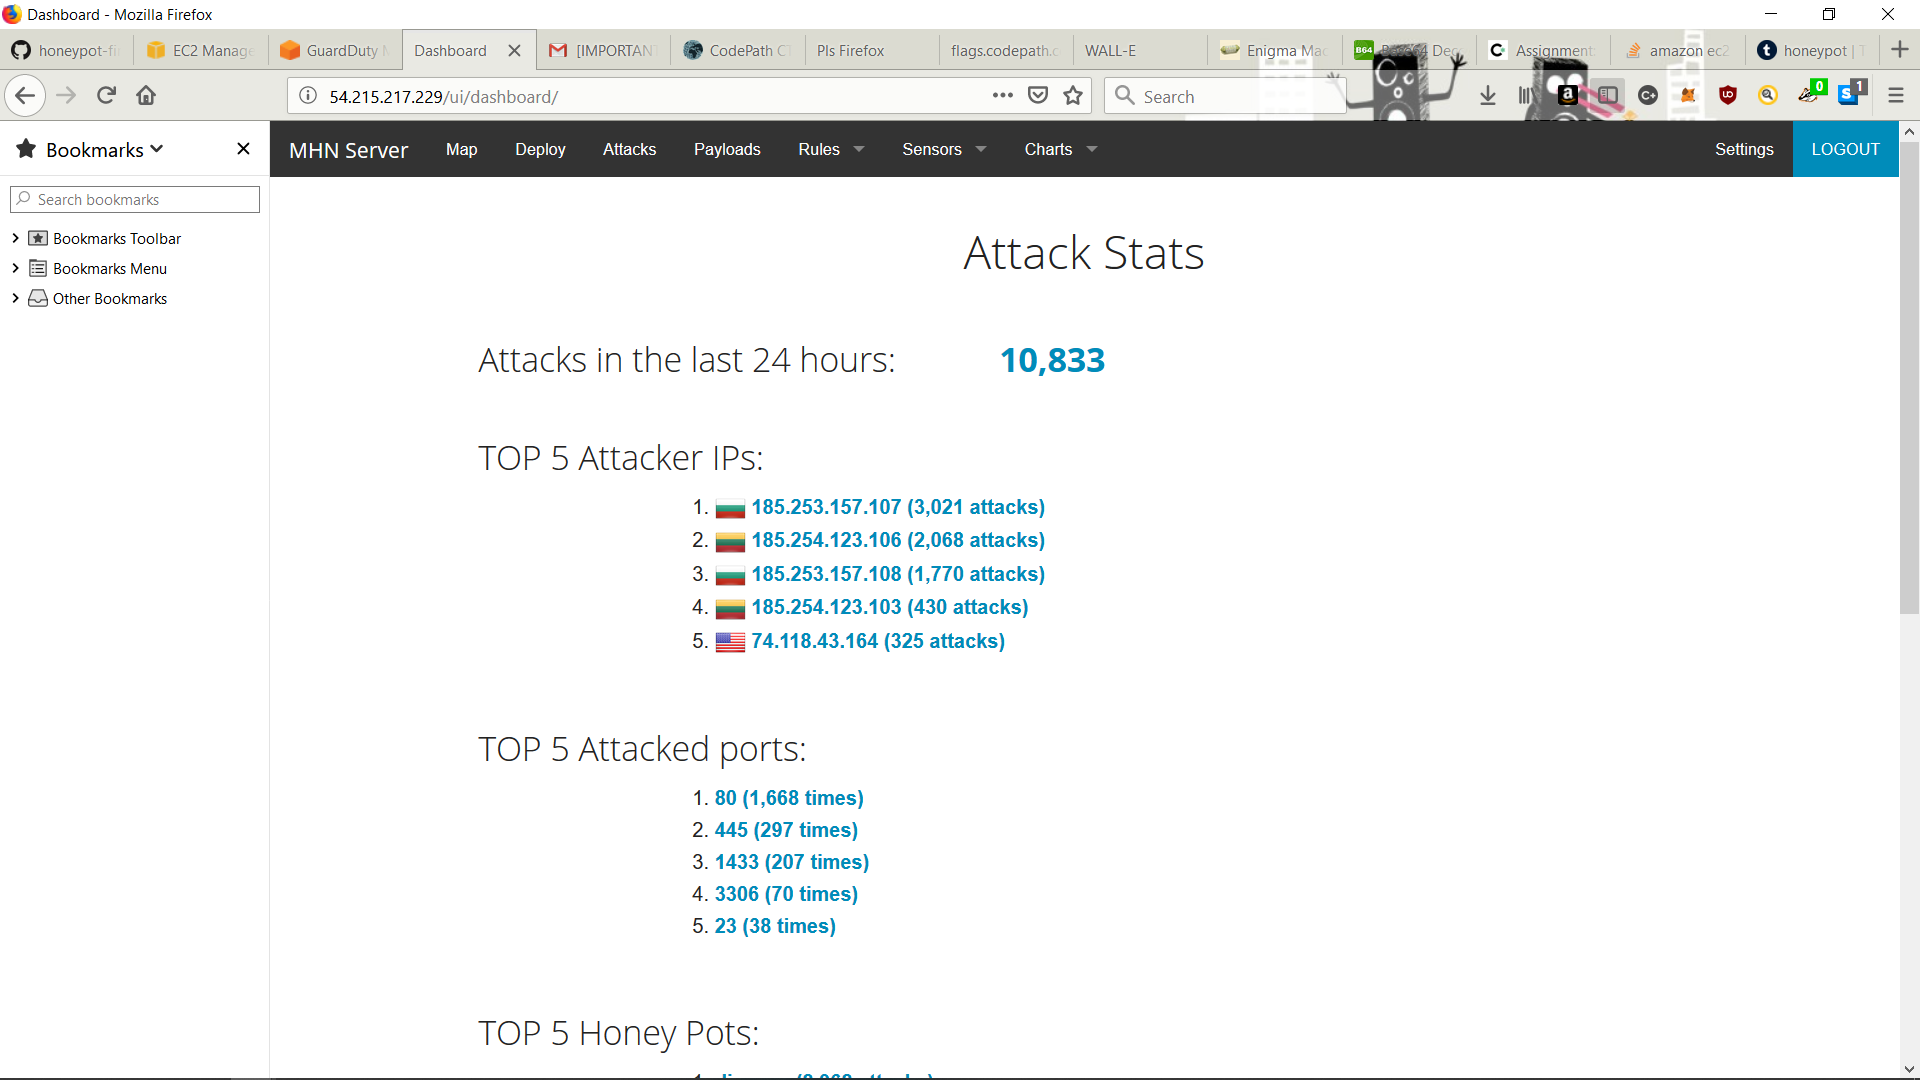 Dashboard - Mozilla Firefox
honeypot-fi
EC2 Manage
GuardDuty
Dashboard
[IMPORTAN
CodePath C
Pls Firefox
flags.codepath.c
WALL-E
Enigma Mac
B64
Assignment
amazon ec2
honeypot |
54.215.217.229/ui/dashboard/
Search
0
1
Bookmarks
Search bookmarks
Bookmarks Toolbar
Bookmarks Menu
Other Bookmarks
MHN Server
Map
Deploy
Attacks
Payloads
Rules
Sensors
Charts
Settings
LOGOUT
Attack Stats
Attacks in the last 24 hours: 10,833
TOP 5 Attacker IPs:
1. 185.253.157.107 (3,021 attacks)
2. 185.254.123.106 (2,068 attacks)
3. 185.253.157.108 (1,770 attacks)
4. 185.254.123.103 (430 attacks)
5. 74.118.43.164 (325 attacks)
TOP 5 Attacked ports:
1. 80 (1,668 times)
2. 445 (297 times)
3. 1433 (207 times)
4. 3306 (70 times)
5. 23 (38 times)
TOP 5 Honey Pots: